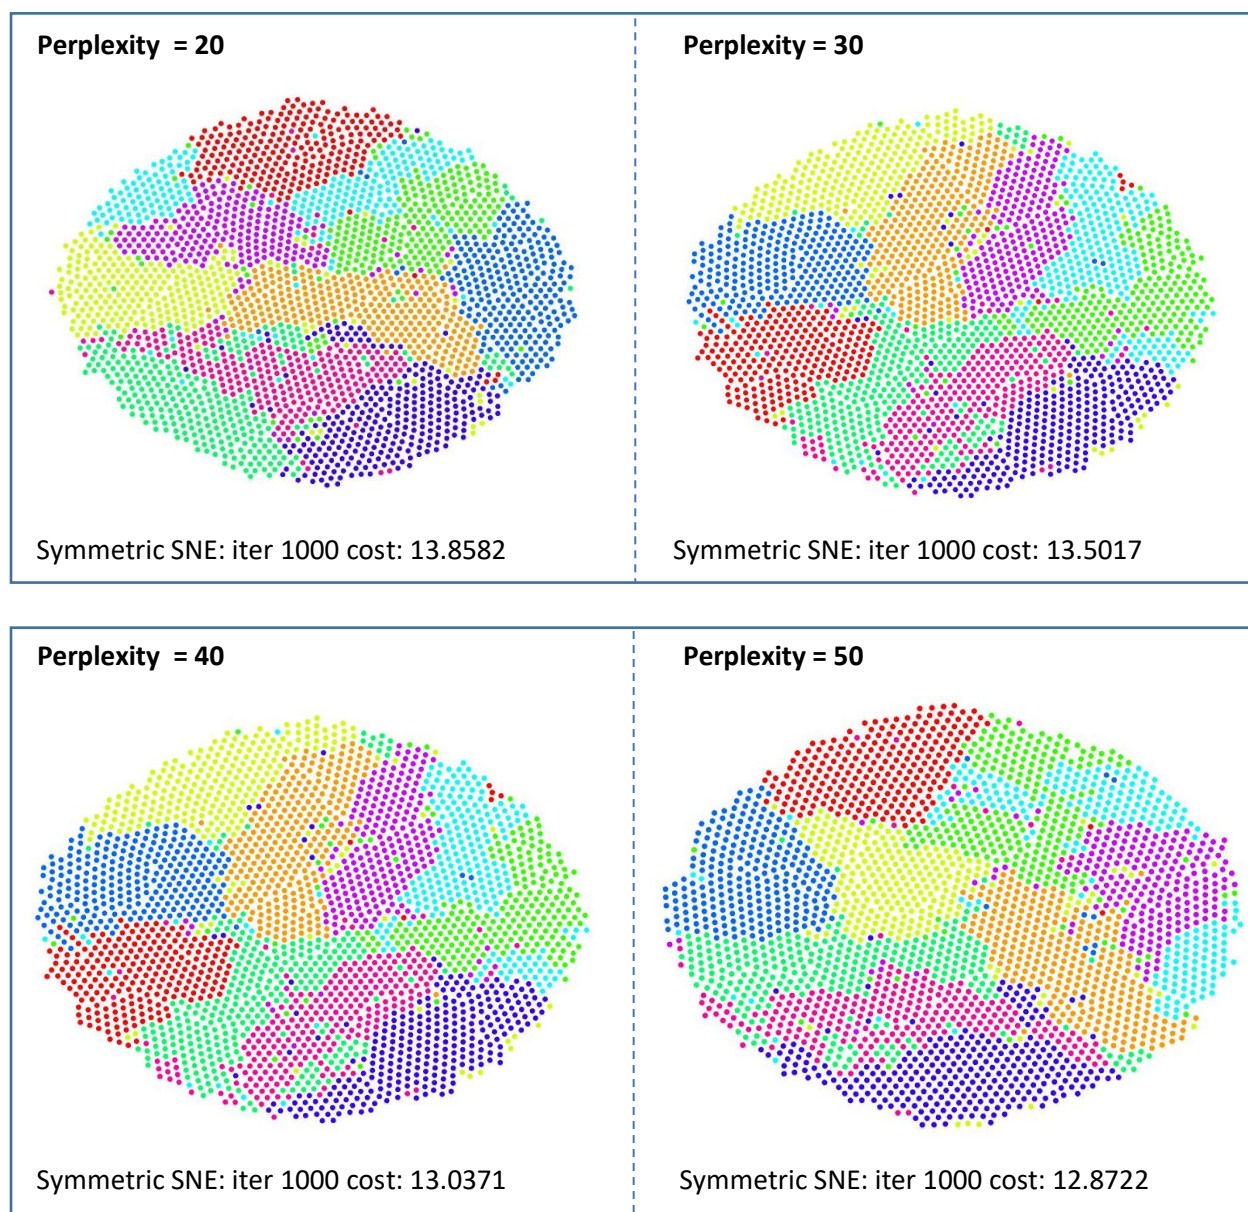 Perplexity = 20
Perplexity = 30
Symmetric SNE: iter 1000 cost: 13.8582
Symmetric SNE: iter 1000 cost: 13.5017
Perplexity = 40
Perplexity = 50
Symmetric SNE: iter 1000 cost: 13.0371
Symmetric SNE: iter 1000 cost: 12.8722